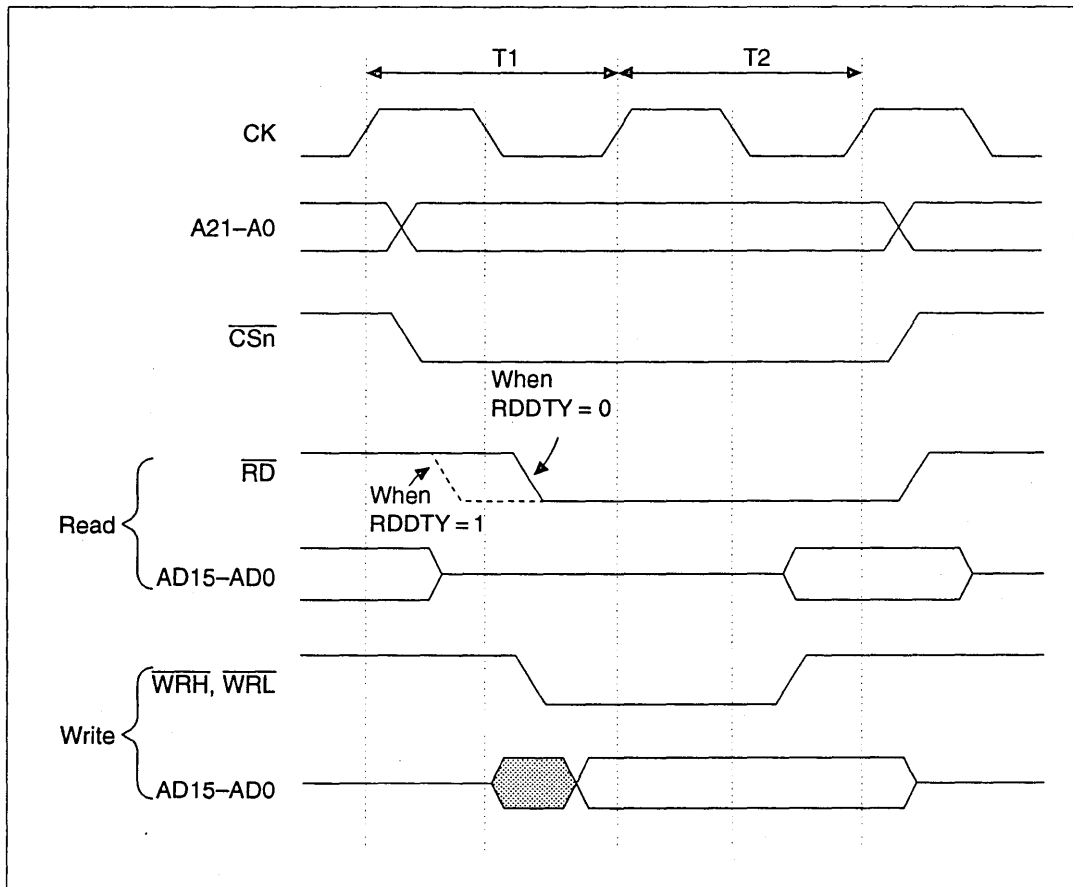 T1 T2
CK
A21–A0
CSn
When
RDDTY = 0
RD
When
RDDTY = 1
Read
AD15–AD0
WRH, WRL
Write
AD15–AD0